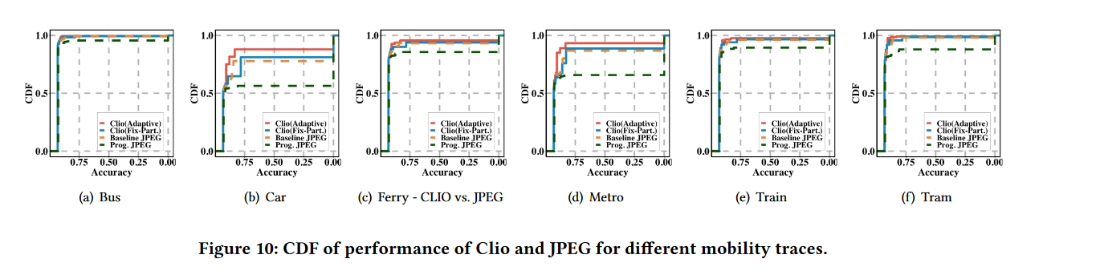 1.0 1.0 1.0 1.0 1.0 1.0
CDF CDF CDF CDF CDF CDF
0.5 0.5 0.5 0.5 0.5 0.5
Clio(Adaptive) Clio(Adaptive) Clio(Adaptive) Clio(Adaptive) Clio(Adaptive) Clio(Adaptive)
Clio(Fix-Part.) Clio(Fix-Part.) Clio(Fix-Part.) Clio(Fix-Part.) Clio(Fix-Part.) Clio(Fix-Part.)
Baseline JPEG Baseline JPEG Baseline JPEG Baseline JPEG Baseline JPEG Baseline JPEG
Prog. JPEG Prog. JPEG Prog. JPEG Prog. JPEG Prog. JPEG Prog. JPEG
0.0 0.0 0.0 0.0 0.0 0.0
0.75 0.50 0.25 0.00 0.75 0.50 0.25 0.00 0.75 0.50 0.25 0.00 0.75 0.50 0.25 0.00 0.75 0.50 0.25 0.00 0.75 0.50 0.25 0.00
Accuracy Accuracy Accuracy Accuracy Accuracy Accuracy
(a) Bus (b) Car (c) Ferry - CLIO vs. JPEG (d) Metro (e) Train (f) Tram
Figure 10: CDF of performance of Clio and JPEG for different mobility traces.